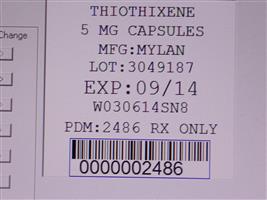 Change
THIOTHIXENE
5 MG CAPSULES
MFG:MYLAN
LOT:3049187
EXP:09/14
W030614SN8
PDM:2486 RX ONLY
0000002486